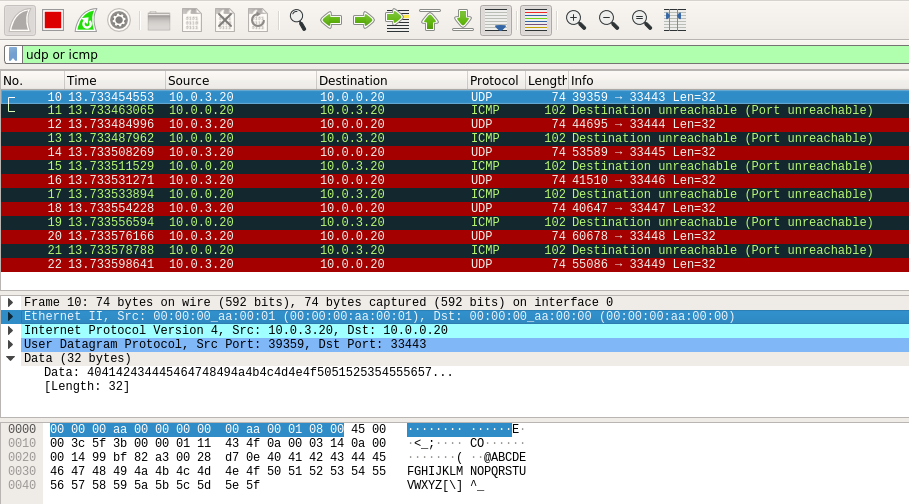 udp or icmp
No. Time Source Destination Protocol Length Info
10 13.733454553 10.0.3.20 10.0.0.20 UDP 74 39359 → 33443 Len=32
11 13.733463065 10.0.0.20 10.0.3.20 ICMP 102 Destination unreachable (Port unreachable)
12 13.733484996 10.0.3.20 10.0.0.20 UDP 74 44695 → 33444 Len=32
13 13.733487962 10.0.0.20 10.0.3.20 ICMP 102 Destination unreachable (Port unreachable)
14 13.733508269 10.0.3.20 10.0.0.20 UDP 74 53589 → 33445 Len=32
15 13.733511529 10.0.0.20 10.0.3.20 ICMP 102 Destination unreachable (Port unreachable)
16 13.733531271 10.0.3.20 10.0.0.20 UDP 74 41510 → 33446 Len=32
17 13.733533894 10.0.0.20 10.0.3.20 ICMP 102 Destination unreachable (Port unreachable)
18 13.733554228 10.0.3.20 10.0.0.20 UDP 74 40647 → 33447 Len=32
19 13.733556594 10.0.0.20 10.0.3.20 ICMP 102 Destination unreachable (Port unreachable)
20 13.733576166 10.0.3.20 10.0.0.20 UDP 74 60678 → 33448 Len=32
21 13.733578788 10.0.0.20 10.0.3.20 ICMP 102 Destination unreachable (Port unreachable)
22 13.733598641 10.0.3.20 10.0.0.20 UDP 74 55086 → 33449 Len=32
Frame 10: 74 bytes on wire (592 bits), 74 bytes captured (592 bits) on interface 0
Ethernet II, Src: 00:00:00_aa:00:01 (00:00:00:aa:00:01), Dst: 00:00:00_aa:00:00 (00:00:00:aa:00:00)
Internet Protocol Version 4, Src: 10.0.3.20, Dst: 10.0.0.20
User Datagram Protocol, Src Port: 39359, Dst Port: 33443
Data (32 bytes)
Data: 404142434445464748494a4b4c4d4e4f5051525354555657...
[Length: 32]
0000 00 00 00 aa 00 00 00 00 00 aa 00 01 08 00 45 00 ········ ······E·
0010 00 3c 5f 3b 00 00 01 11 43 4f 0a 00 03 14 0a 00 ·<_;···· CO······
0020 00 14 99 bf 82 a3 00 28 d7 0e 40 41 42 43 44 45 ·······( ··@ABCDE
0030 46 47 48 49 4a 4b 4c 4d 4e 4f 50 51 52 53 54 55 FGHIJKLM NOPQRSTU
0040 56 57 58 59 5a 5b 5c 5d 5e 5f VWXYZ[\] ^_